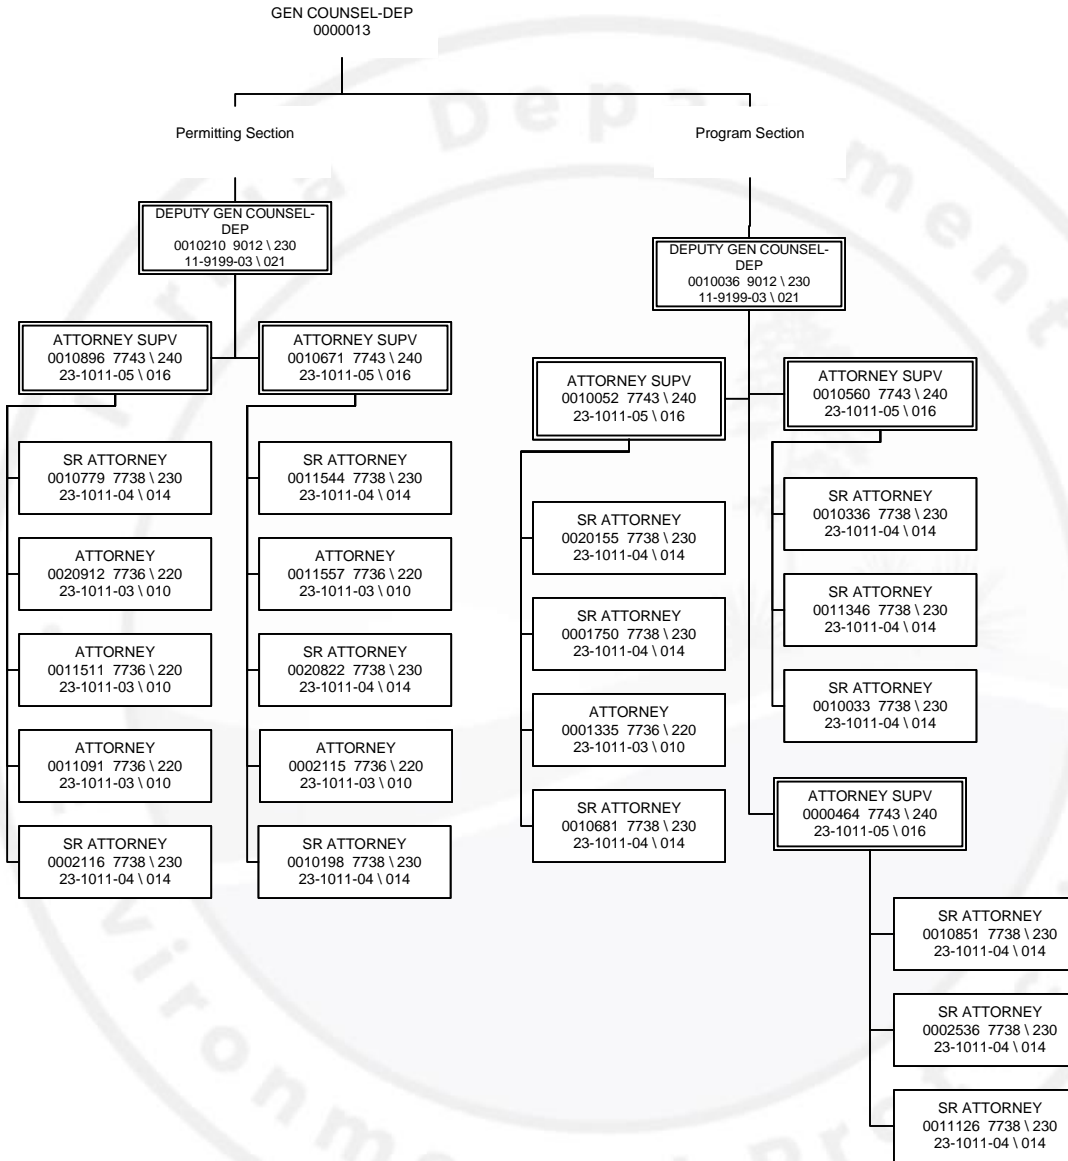 GEN COUNSEL-DEP
0000013
Permitting Section
Program Section
DEPUTY GEN COUNSEL-
DEP
0010210 9012 \ 230
11-9199-03 \ 021
DEPUTY GEN COUNSEL-
DEP
0010036 9012 \ 230
11-9199-03 \ 021
ATTORNEY SUPV
0010896 7743 \ 240
23-1011-05 \ 016
ATTORNEY SUPV
0010671 7743 \ 240
23-1011-05 \ 016
ATTORNEY SUPV
0010052 7743 \ 240
23-1011-05 \ 016
ATTORNEY SUPV
0010560 7743 \ 240
23-1011-05 \ 016
SR ATTORNEY
0010779 7738 \ 230
23-1011-04 \ 014
ATTORNEY
0020912 7736 \ 220
23-1011-03 \ 010
ATTORNEY
0011511 7736 \ 220
23-1011-03 \ 010
ATTORNEY
0011091 7736 \ 220
23-1011-03 \ 010
SR ATTORNEY
0002116 7738 \ 230
23-1011-04 \ 014
SR ATTORNEY
0011544 7738 \ 230
23-1011-04 \ 014
ATTORNEY
0011557 7736 \ 220
23-1011-03 \ 010
SR ATTORNEY
0020822 7738 \ 230
23-1011-04 \ 014
ATTORNEY
0002115 7736 \ 220
23-1011-03 \ 010
SR ATTORNEY
0010198 7738 \ 230
23-1011-04 \ 014
SR ATTORNEY
0020155 7738 \ 230
23-1011-04 \ 014
SR ATTORNEY
0001750 7738 \ 230
23-1011-04 \ 014
ATTORNEY
0001335 7736 \ 220
23-1011-03 \ 010
SR ATTORNEY
0010681 7738 \ 230
23-1011-04 \ 014
SR ATTORNEY
0010336 7738 \ 230
23-1011-04 \ 014
SR ATTORNEY
0011346 7738 \ 230
23-1011-04 \ 014
SR ATTORNEY
0010033 7738 \ 230
23-1011-04 \ 014
ATTORNEY SUPV
0000464 7743 \ 240
23-1011-05 \ 016
SR ATTORNEY
0010851 7738 \ 230
23-1011-04 \ 014
SR ATTORNEY
0002536 7738 \ 230
23-1011-04 \ 014
SR ATTORNEY
0011126 7738 \ 230
23-1011-04 \ 014